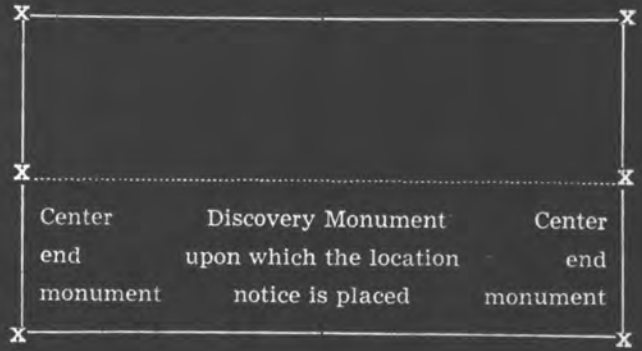 X X
X X
Center Discovery Monument Center
end upon which the location end
monument notice is placed monument
X X